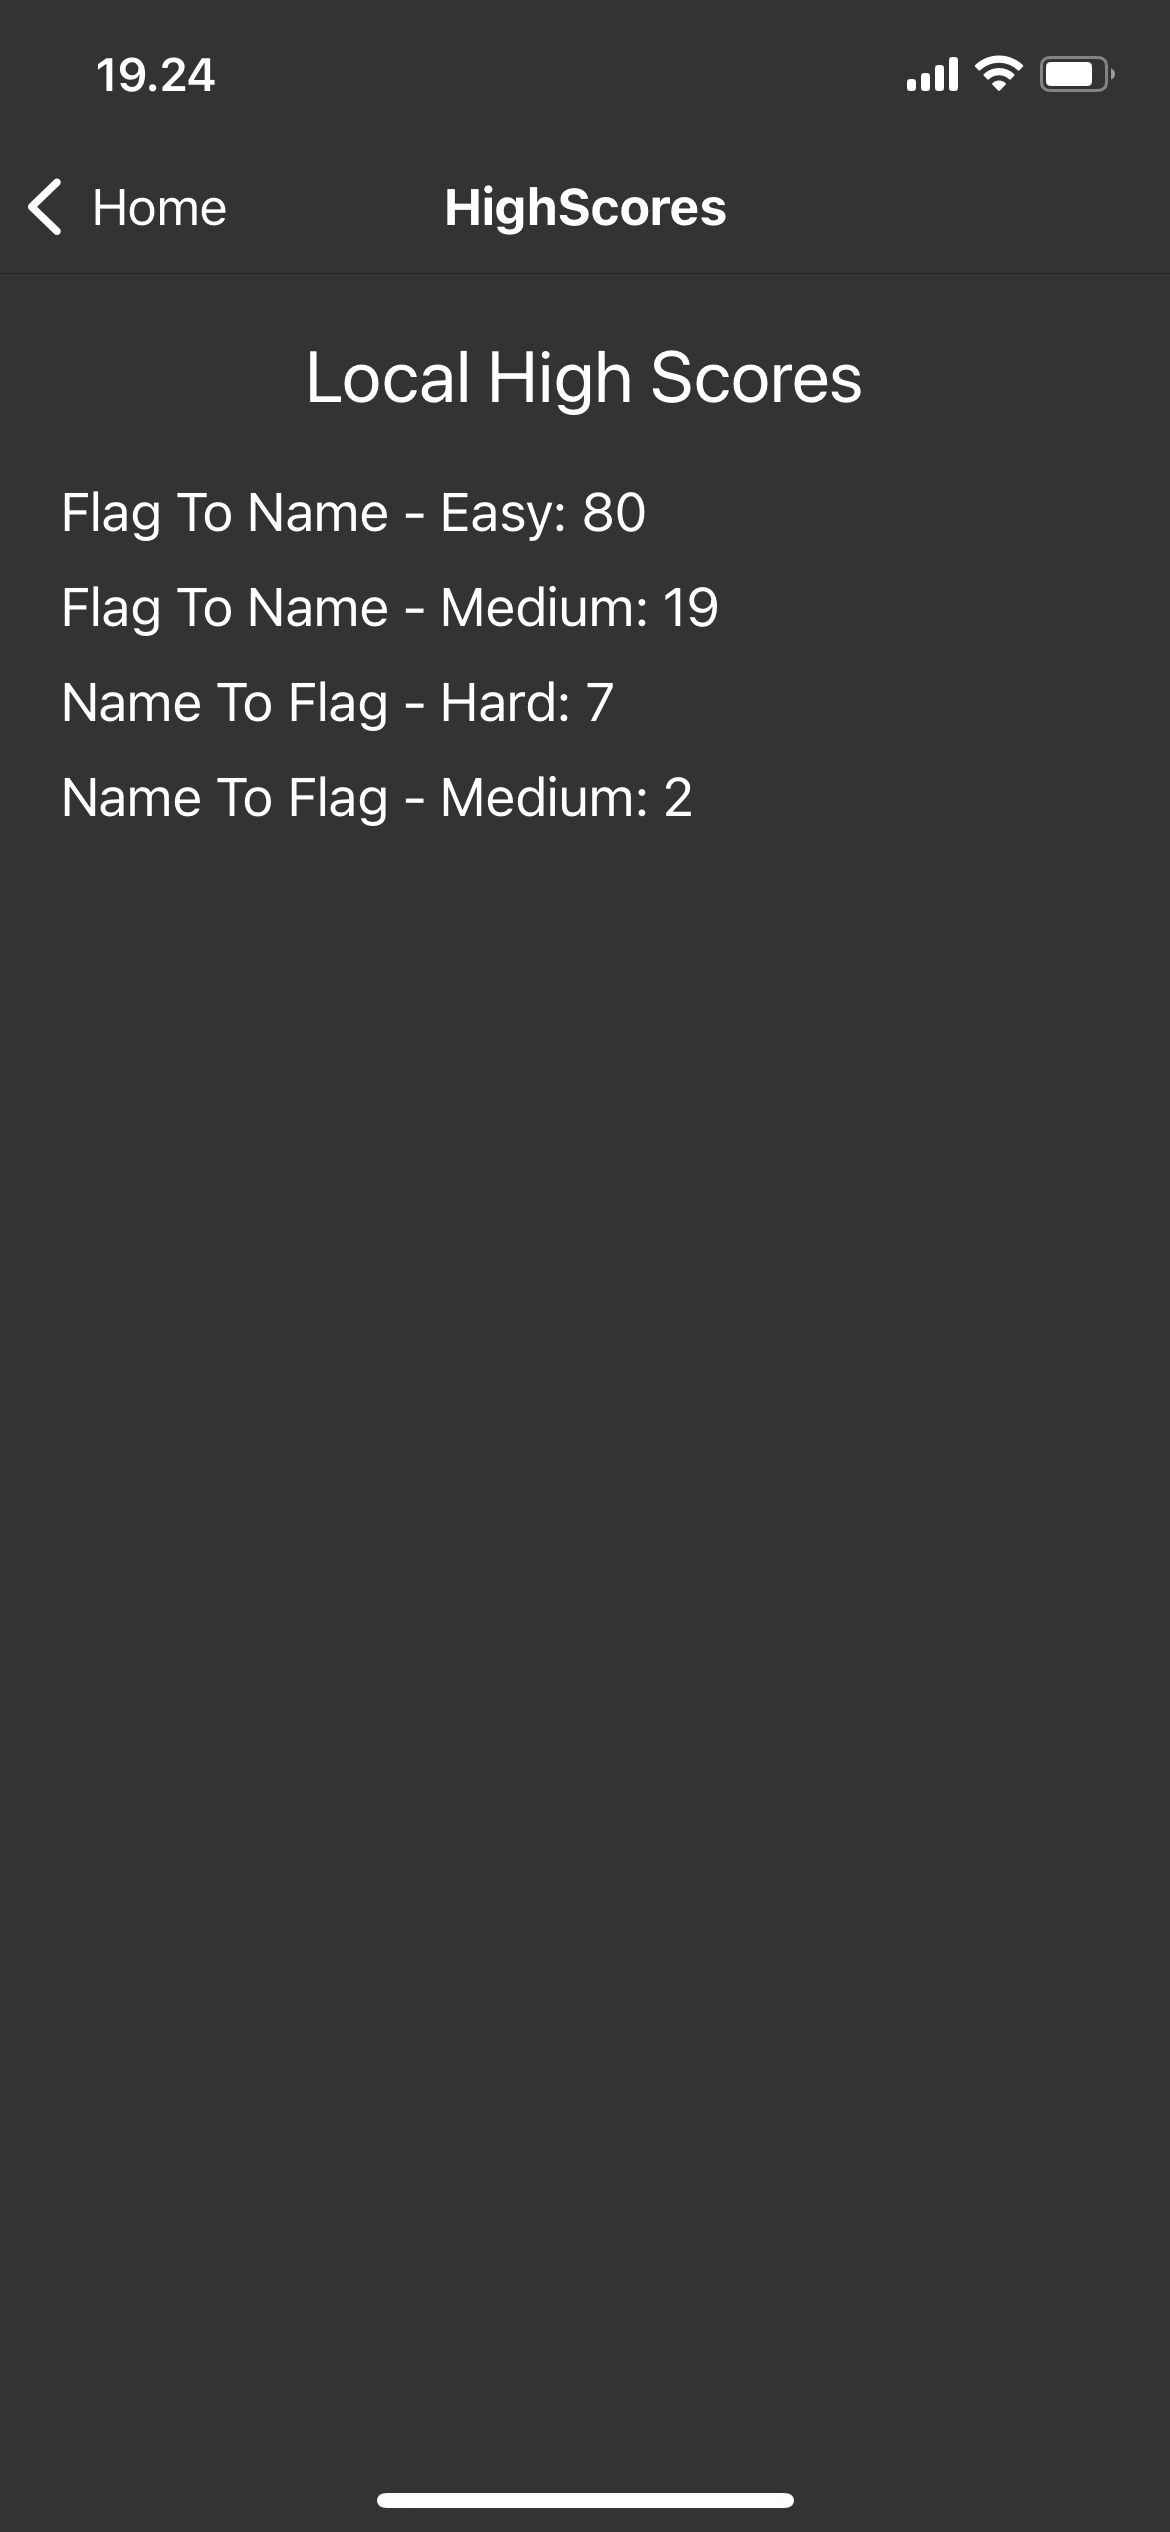 19.24
Home HighScores
Local High Scores
Flag To Name - Easy: 80
Flag To Name - Medium: 19
Name To Flag - Hard: 7
Name To Flag - Medium: 2